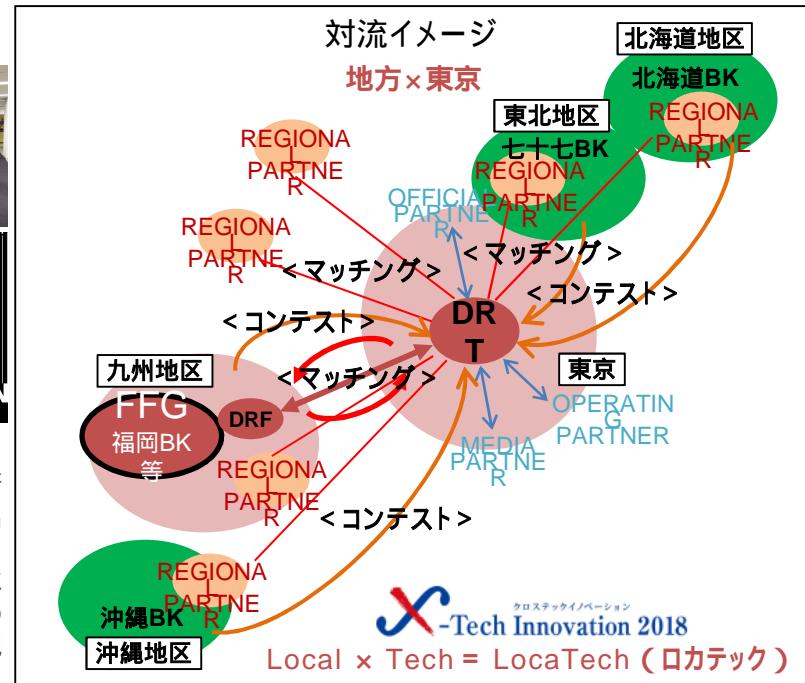 対流イメージ
地方×東京
北海道地区
北海道BK
REGIONA
L
PARTNE
R
東北地区
七十七BK
REGIONA
L
PARTNE
R
REGIONA
L
PARTNE
R
OFFICIAL
PARTNE
R
REGIONA
L
PARTNE
R
<マッチング>
<マッチング>
<コンテスト>
<コンテスト>
DR
T
九州地区
<マッチング>
東京
FFG
福岡BK
等
DRF
OPERATIN
G
PARTNER
MEDIA
PARTNE
R
REGIONA
L
PARTNE
R
<コンテスト>
REGIONA
L
PARTNE
R
沖縄BK
沖縄地区
クロステックイノベーション
X-Tech Innovation 2018
Local × Tech = LocaTech(ロカテック)